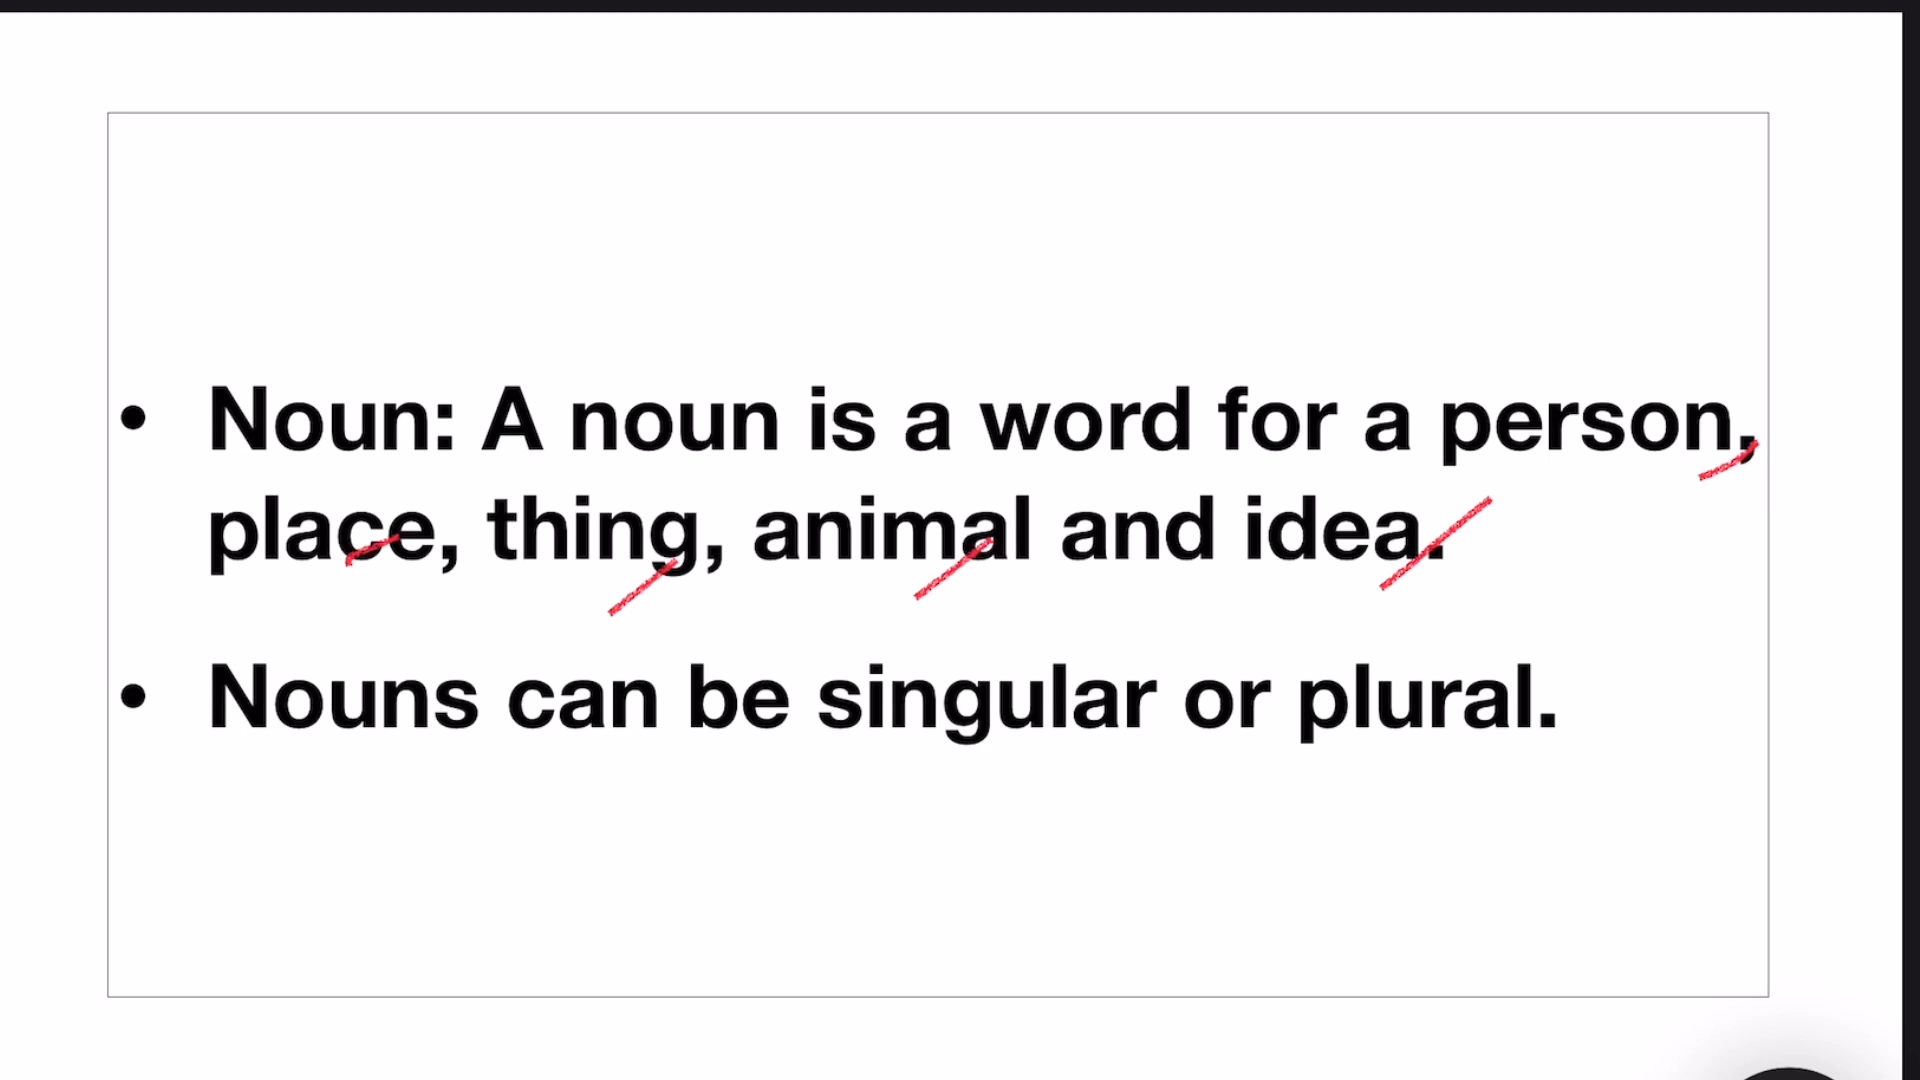 • Noun: A noun is a word for a person,
place, thing, animal and idea.
• Nouns can be singular or plural.